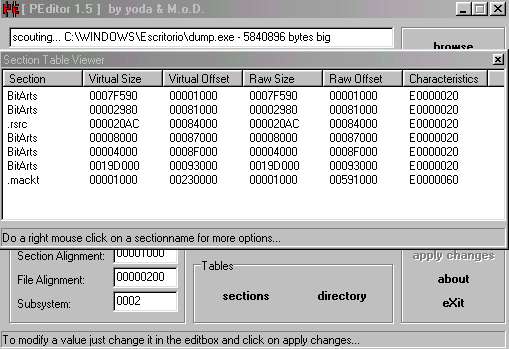 [ PEditor 1.5 ] by yoda & M.o.D.
scouting... C:\WINDOWS\Escritorio\dump.exe - 5840896 bytes big
browse
Section Table Viewer
Section Virtual Size Virtual Offset Raw Size Raw Offset Characteristics
BitArts 0007F590 00001000 0007F590 00001000 E0000020
BitArts 00002980 00081000 00002980 00081000 E0000020
.rsrc 000020AC 00084000 000020AC 00084000 E0000020
BitArts 00008000 00087000 00008000 00087000 E0000020
BitArts 00004000 0008F000 00004000 0008F000 E0000020
BitArts 0019D000 00093000 0019D000 00093000 E0000020
.mackt 00001000 00230000 00001000 00591000 E0000060
Do a right mouse click on a sectionname for more options...
Section Alignment: 00001000
apply changes
File Alignment: 00000200
Tables
about
Subsystem: 0002
sections directory
eXit
To modify a value just change it in the editbox and click on apply changes...